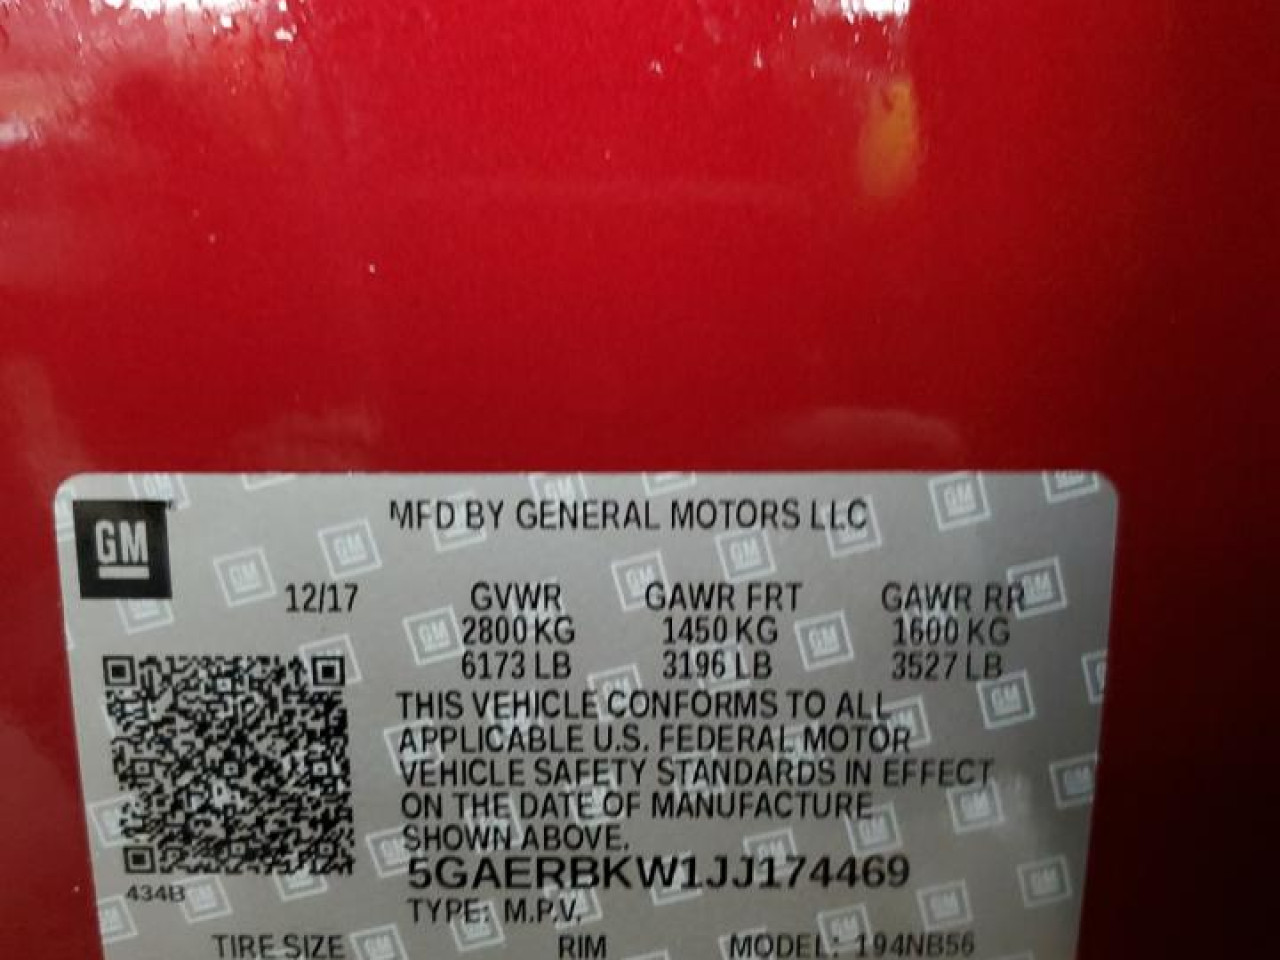 GM
MFD BY GENERAL MOTORS LLC
12/17 GVWR GAWR FRT GAWR RR
2800 KG 1450 KG 1600 KG
6173 LB 3196 LB 3527 LB
THIS VEHICLE CONFORMS TO ALL
APPLICABLE U.S. FEDERAL MOTOR
VEHICLE SAFETY STANDARDS IN EFFECT
ON THE DATE OF MANUFACTURE
SHOWN ABOVE.
5GAERBKW1JJ174469
434B
TYPE: M.P.V.
TIRE SIZE RIM MODEL: 194NB56